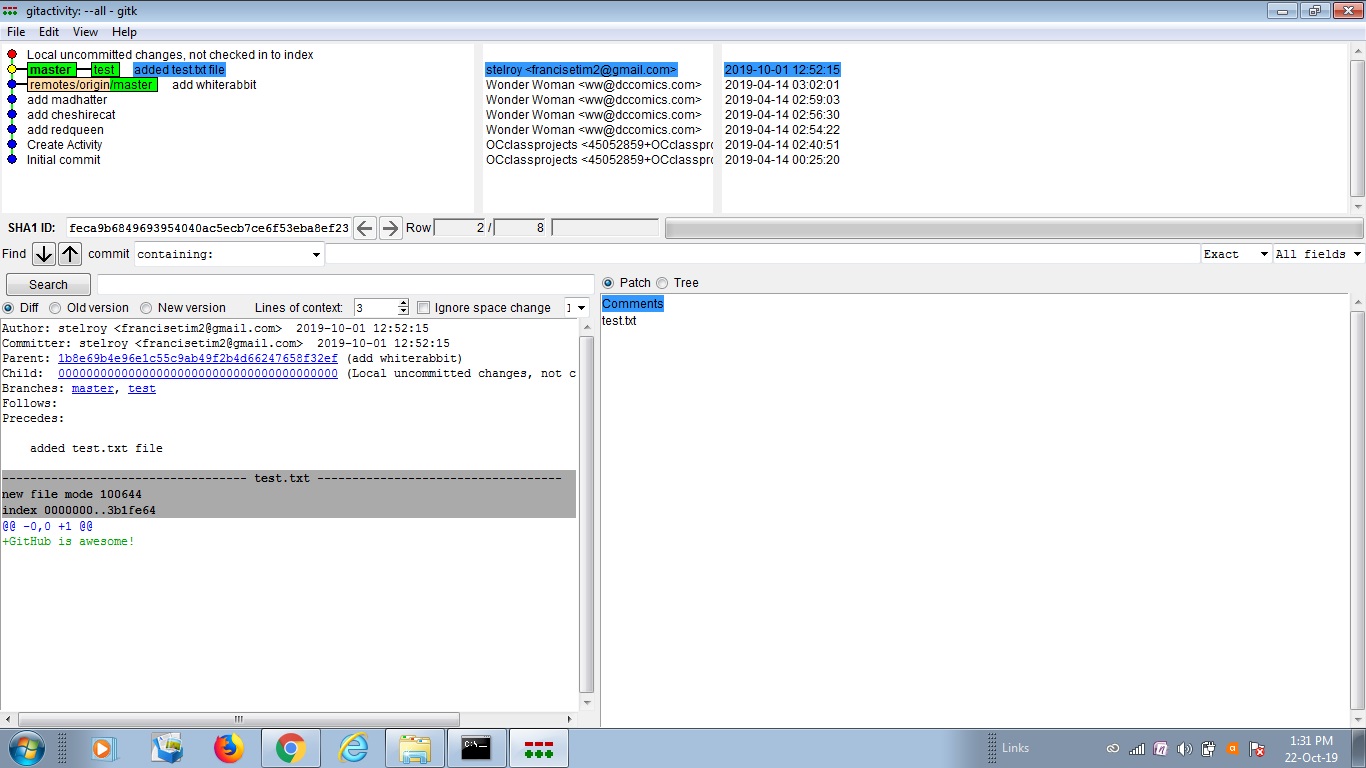 gitactivity: --all - gitk
File Edit View Help
Local uncommitted changes, not checked in to index
master test added test.txt file stelroy <francisetim2@gmail.com> 2019-10-01 12:52:15
remotes/origin/master add whiterabbit Wonder Woman <ww@dccomics.com> 2019-04-14 03:02:01
add madhatter Wonder Woman <ww@dccomics.com> 2019-04-14 02:59:03
add cheshirecat Wonder Woman <ww@dccomics.com> 2019-04-14 02:56:30
add redqueen Wonder Woman <ww@dccomics.com> 2019-04-14 02:54:22
Create Activity OCclassprojects <45052859+OCclasspro 2019-04-14 02:40:51
Initial commit OCclassprojects <45052859+OCclasspro 2019-04-14 00:25:20
SHA1 ID: feca9b6849693954040ac5ecb7ce6f53eba8ef23 Row 2 / 8
Find commit containing: Exact All fields
Search
Patch Tree
Diff Old version New version Lines of context: 3 Ignore space change
Comments
test.txt
Author: stelroy <francisetim2@gmail.com> 2019-10-01 12:52:15
Committer: stelroy <francisetim2@gmail.com> 2019-10-01 12:52:15
Parent: 1b8e69b4e96e1c55c9ab49f2b4d66247658f32ef (add whiterabbit)
Child: 0000000000000000000000000000000000000000 (Local uncommitted changes, not c
Branches: master, test
Follows:
Precedes:
added test.txt file
----------------------------------- test.txt -----------------------------------
new file mode 100644
index 0000000..3b1fe64
@@ -0,0 +1 @@
+GitHub is awesome!
Links
1:31 PM
22-Oct-19